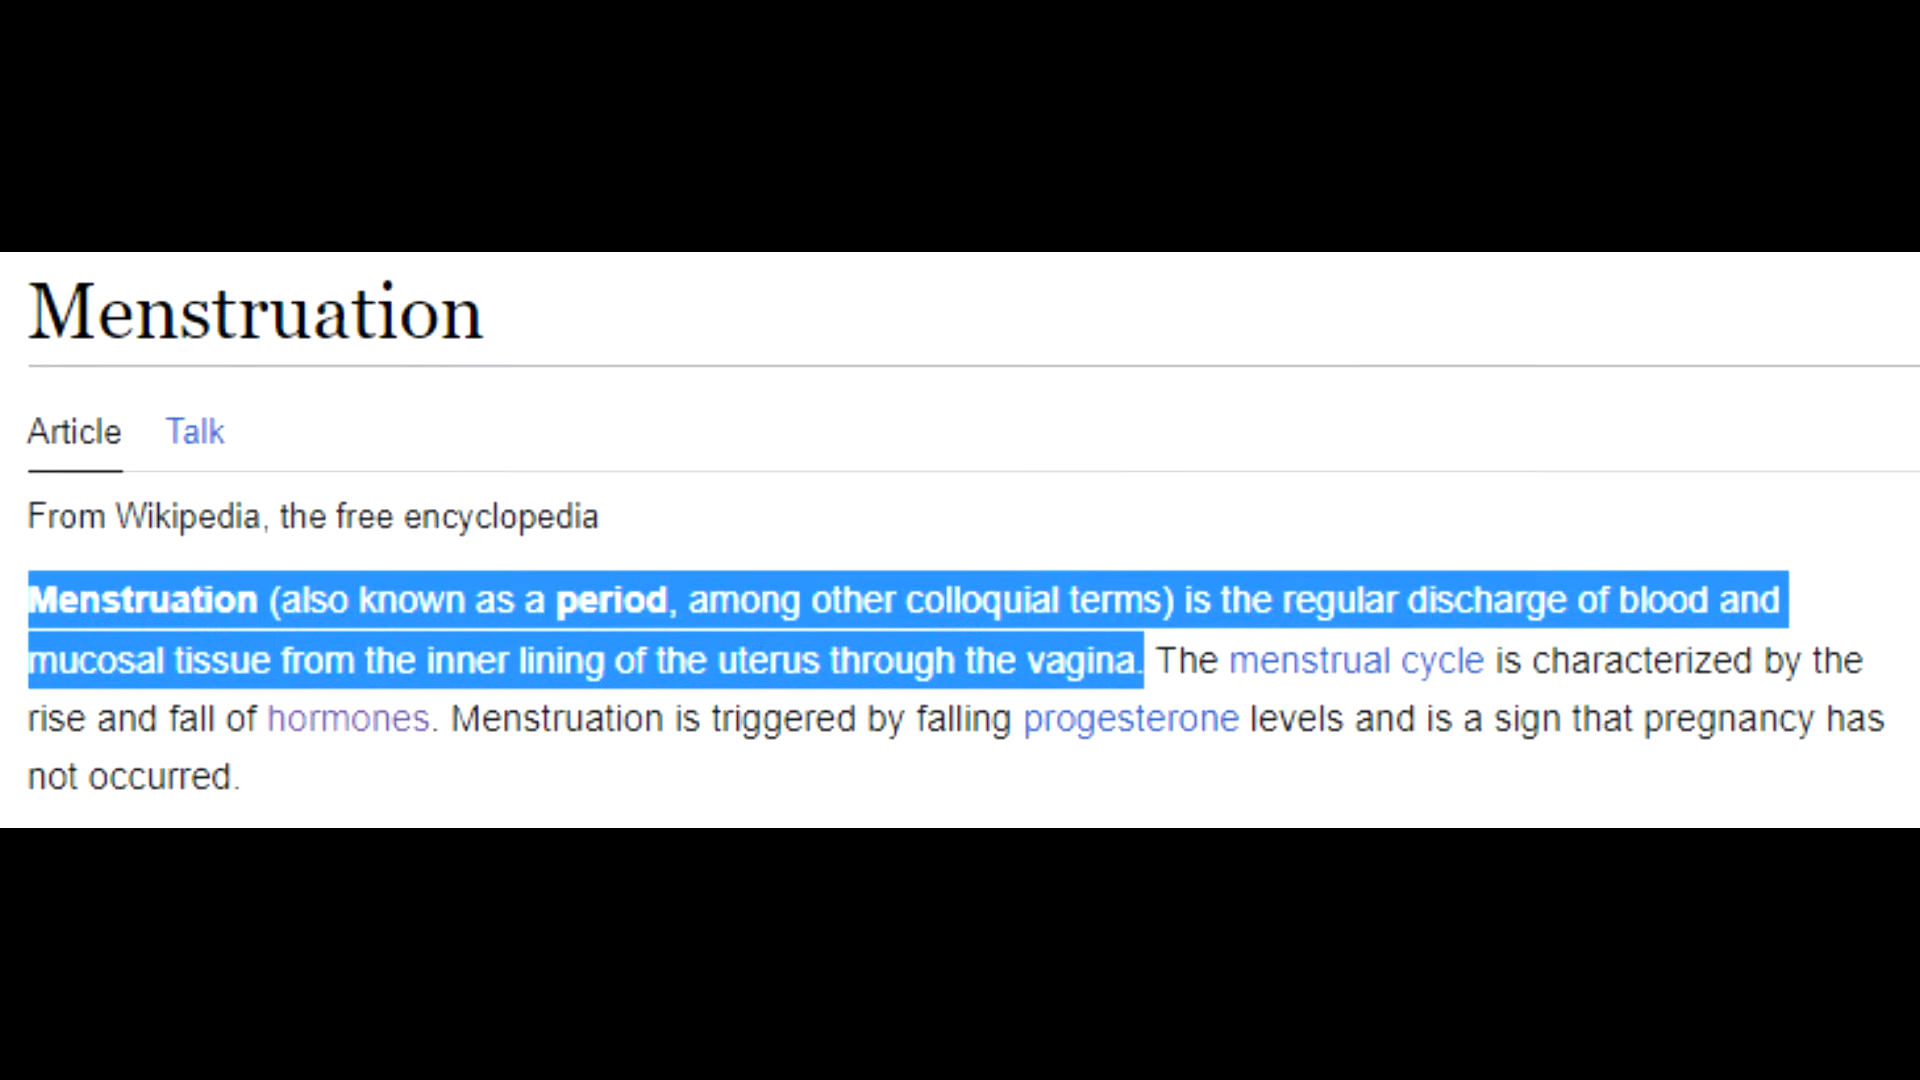 Menstruation
Article Talk
From Wikipedia, the free encyclopedia
Menstruation (also known as a period, among other colloquial terms) is the regular discharge of blood and
mucosal tissue from the inner lining of the uterus through the vagina. The menstrual cycle is characterized by the
rise and fall of hormones. Menstruation is triggered by falling progesterone levels and is a sign that pregnancy has
not occurred.